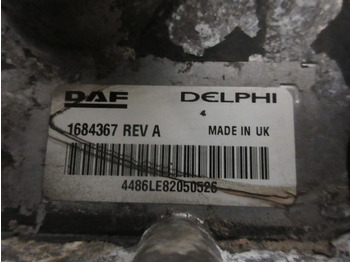 DAF DELPHI
4
1684367 REV A MADE IN UK
4486LE82050526